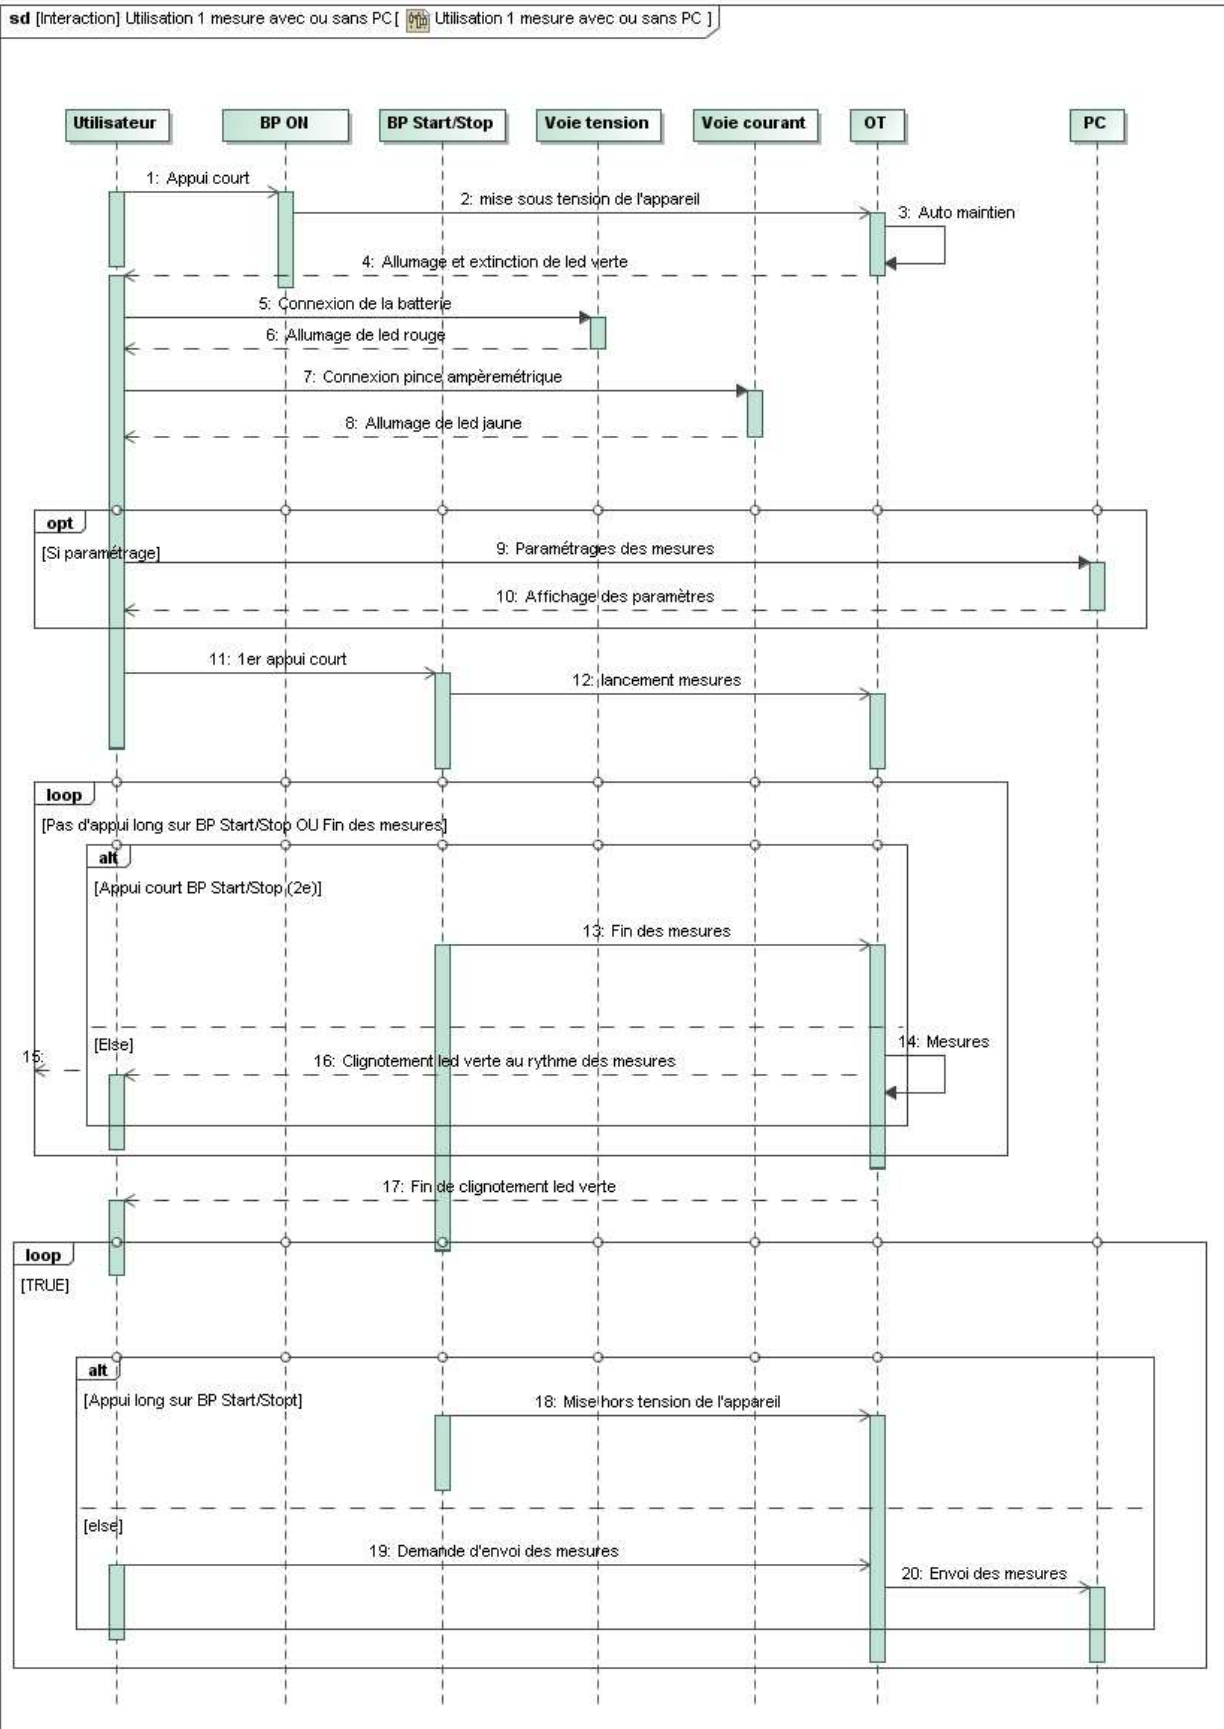 sd [Interaction] Utilisation 1 mesure avec ou sans PC [ Utilisation 1 mesure avec ou sans PC ]
Utilisateur
BP ON
BP Start/Stop
Voie tension
Voie courant
OT
PC
1: Appui court
2: mise sous tension de l'appareil
3: Auto maintien
4: Allumage et extinction de led verte
5: Connexion de la batterie
6: Allumage de led rouge
7: Connexion pince ampèremétrique
8: Allumage de led jaune
opt
[Si paramétrage]
9: Paramétrages des mesures
10: Affichage des paramètres
11: 1er appui court
12: lancement mesures
loop
[Pas d'appui long sur BP Start/Stop OU Fin des mesures]
alt
[Appui court BP Start/Stop (2e)]
13: Fin des mesures
[Else]
14: Mesures
15:
16: Clignotement led verte au rythme des mesures
17: Fin de clignotement led verte
loop
[TRUE]
alt
[Appui long sur BP Start/Stopt]
18: Mise hors tension de l'appareil
[else]
19: Demande d'envoi des mesures
20: Envoi des mesures